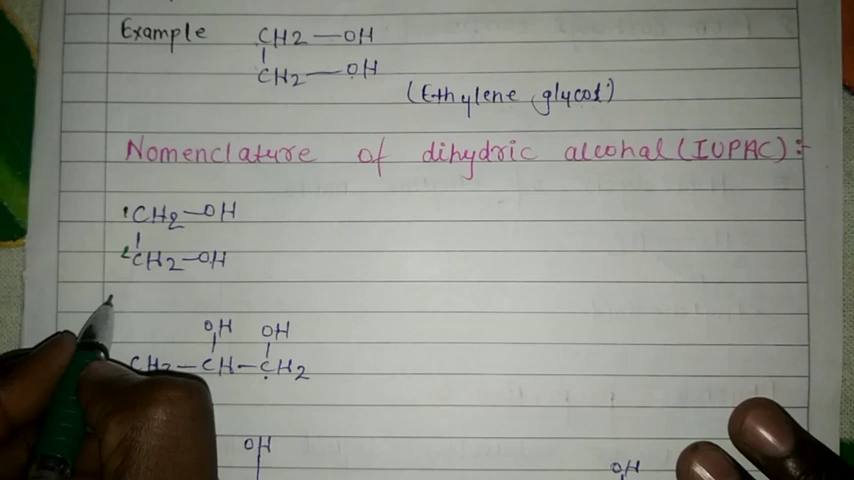 Example CH2—OH
CH2—OH
(Ethylene glycol)
Nomenclature of dihydric alcohal (IUPAC) :-
1CH2—OH
2CH2—OH
OH OH
CH2—CH—CH2
OH
OH